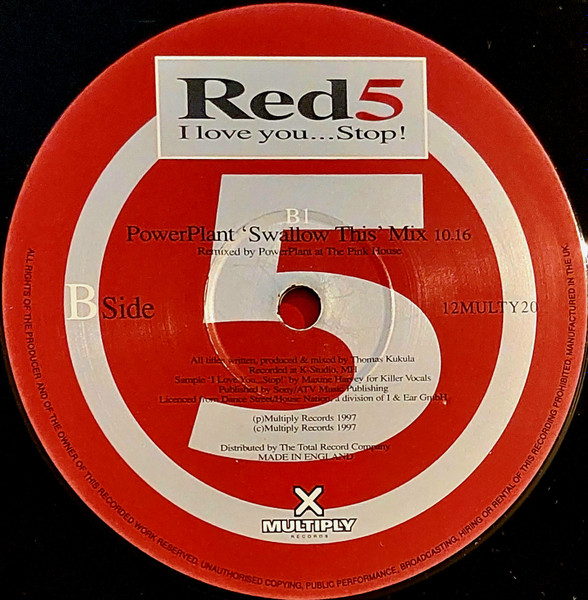 Red5
I love you...Stop!
5
B1
PowerPlant 'Swallow This' Mix 10.16
Remixed by PowerPlant at The Pink House
B Side
12MULTY20
All titles written, produced & mixed by Thomas Kukula
Recorded at K-Studio, MH
Sample 'I Love You...Stop!' by Maxine Harvey for Killer Vocals
Published by Sony/ATV Music Publishing
Licenced from Dance Street/House Nation, a division of I & Ear GmbH
(p)Multiply Records 1997
(c)Multiply Records 1997
Distributed by The Total Record Company
MADE IN ENGLAND
X
MULTIPLY
RECORDS
ALL RIGHTS OF THE PRODUCER AND OF THE OWNER OF THIS RECORDED WORK RESERVED, UNAUTHORISED COPYING, PUBLIC PERFORMANCE, BROADCASTING, HIRING OR RENTAL OF THIS RECORDING PROHIBITED, MANUFACTURED IN THE UK.